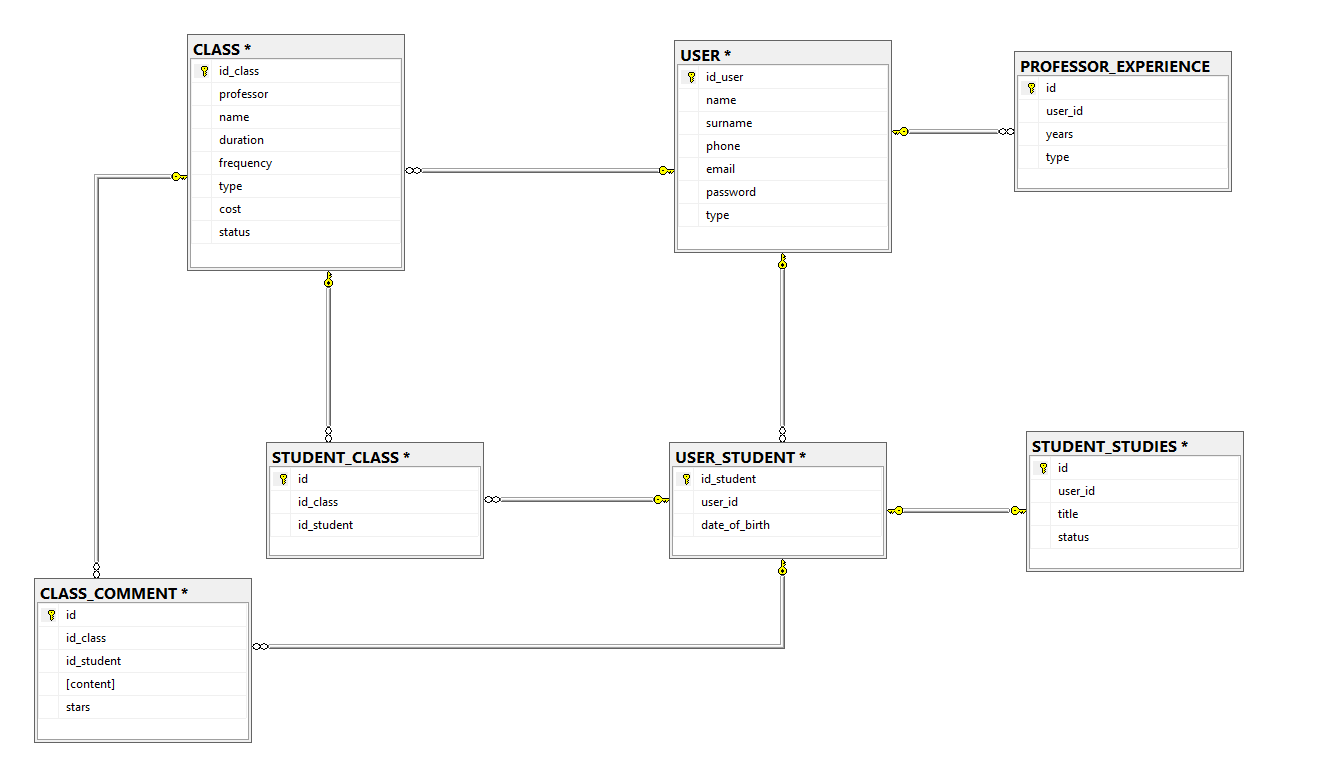 CLASS *
id_class
professor
name
duration
frequency
type
cost
status
USER *
id_user
name
surname
phone
email
password
type
PROFESSOR_EXPERIENCE
id
user_id
years
type
STUDENT_CLASS *
id
id_class
id_student
USER_STUDENT *
id_student
user_id
date_of_birth
STUDENT_STUDIES *
id
user_id
title
status
CLASS_COMMENT *
id
id_class
id_student
[content]
stars